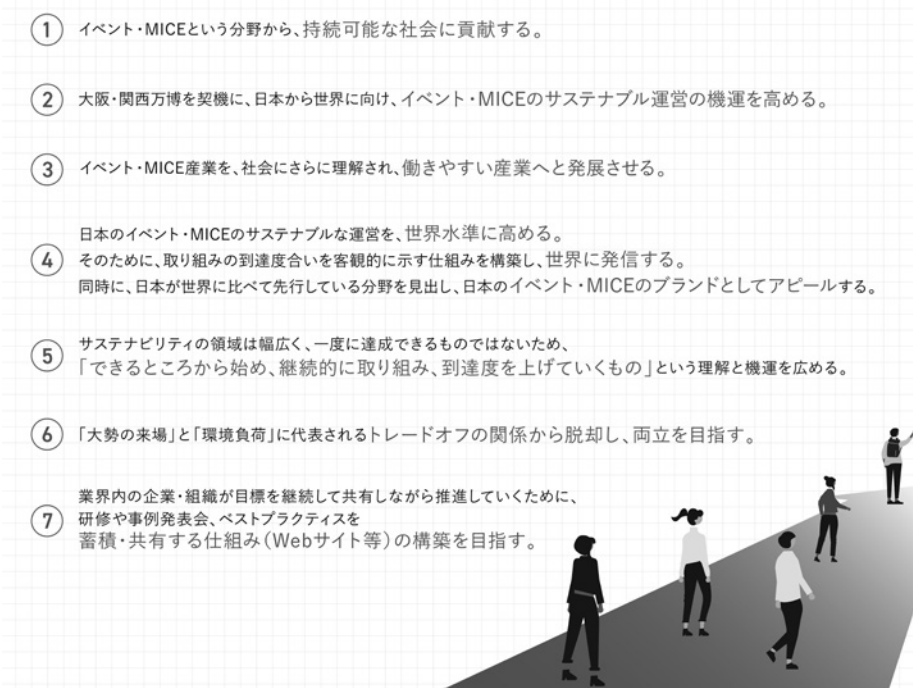 ① イベント・MICEという分野から、持続可能な社会に貢献する。
② 大阪・関西万博を契機に、日本から世界に向け、イベント・MICEのサステナブル運営の機運を高める。
③ イベント・MICE産業を、社会にさらに理解され、働きやすい産業へと発展させる。
日本のイベント・MICEのサステナブルな運営を、世界水準に高める。
④ そのために、取り組みの到達度合いを客観的に示す仕組みを構築し、世界に発信する。
同時に、日本が世界に比べて先行している分野を見出し、日本のイベント・MICEのブランドとしてアピールする。
⑤ サステナビリティの領域は幅広く、一度に達成できるものではないため、
「できるところから始め、継続的に取り組み、到達度を上げていくもの」という理解と機運を広める。
⑥ 「大勢の来場」と「環境負荷」に代表されるトレードオフの関係から脱却し、両立を目指す。
業界内の企業・組織が目標を継続して共有しながら推進していくために、
⑦ 研修や事例発表会、ベストプラクティスを
蓄積・共有する仕組み(Webサイト等)の構築を目指す。